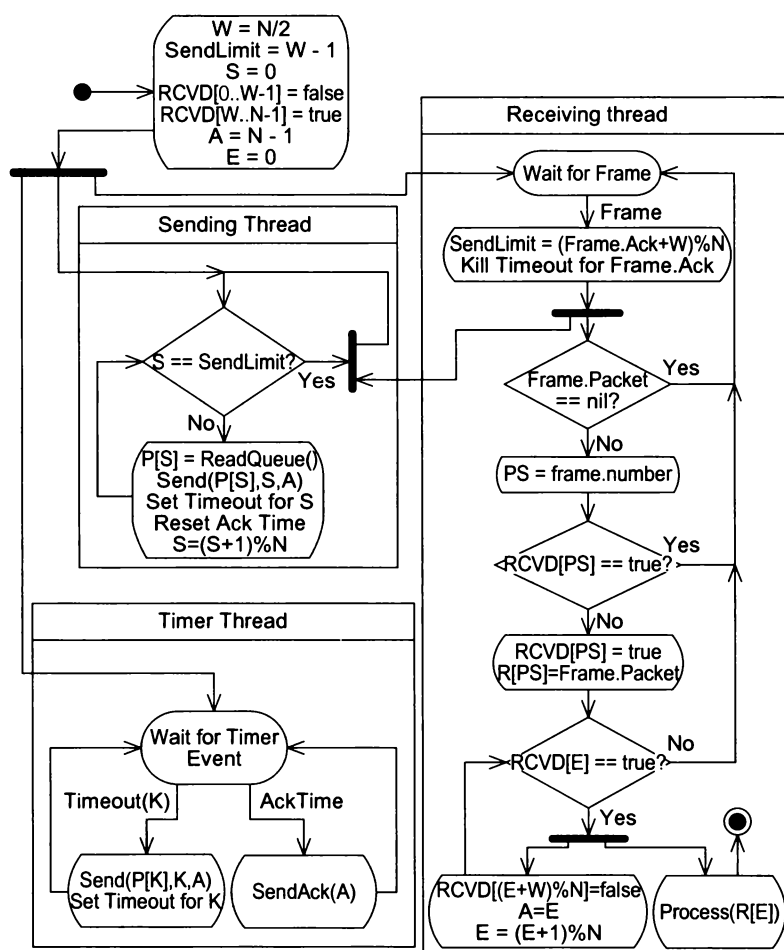 W = N/2
SendLimit = W - 1
S = 0
RCVD[0..W-1] = false
RCVD[W..N-1] = true
A = N - 1
E = 0
Receiving thread
Wait for Frame
Frame
SendLimit = (Frame.Ack+W)%N
Kill Timeout for Frame.Ack
Frame.Packet
== nil?
Yes
No
PS = frame.number
RCVD[PS] == true?
Yes
No
RCVD[PS] = true
R[PS]=Frame.Packet
RCVD[E] == true?
No
Yes
RCVD[(E+W)%N]=false
A=E
E = (E+1)%N
Process(R[E])
Sending Thread
S == SendLimit?
Yes
No
P[S] = ReadQueue()
Send(P[S],S,A)
Set Timeout for S
Reset Ack Time
S=(S+1)%N
Timer Thread
Wait for Timer
Event
Timeout(K)
AckTime
Send(P[K],K,A)
Set Timeout for K
SendAck(A)